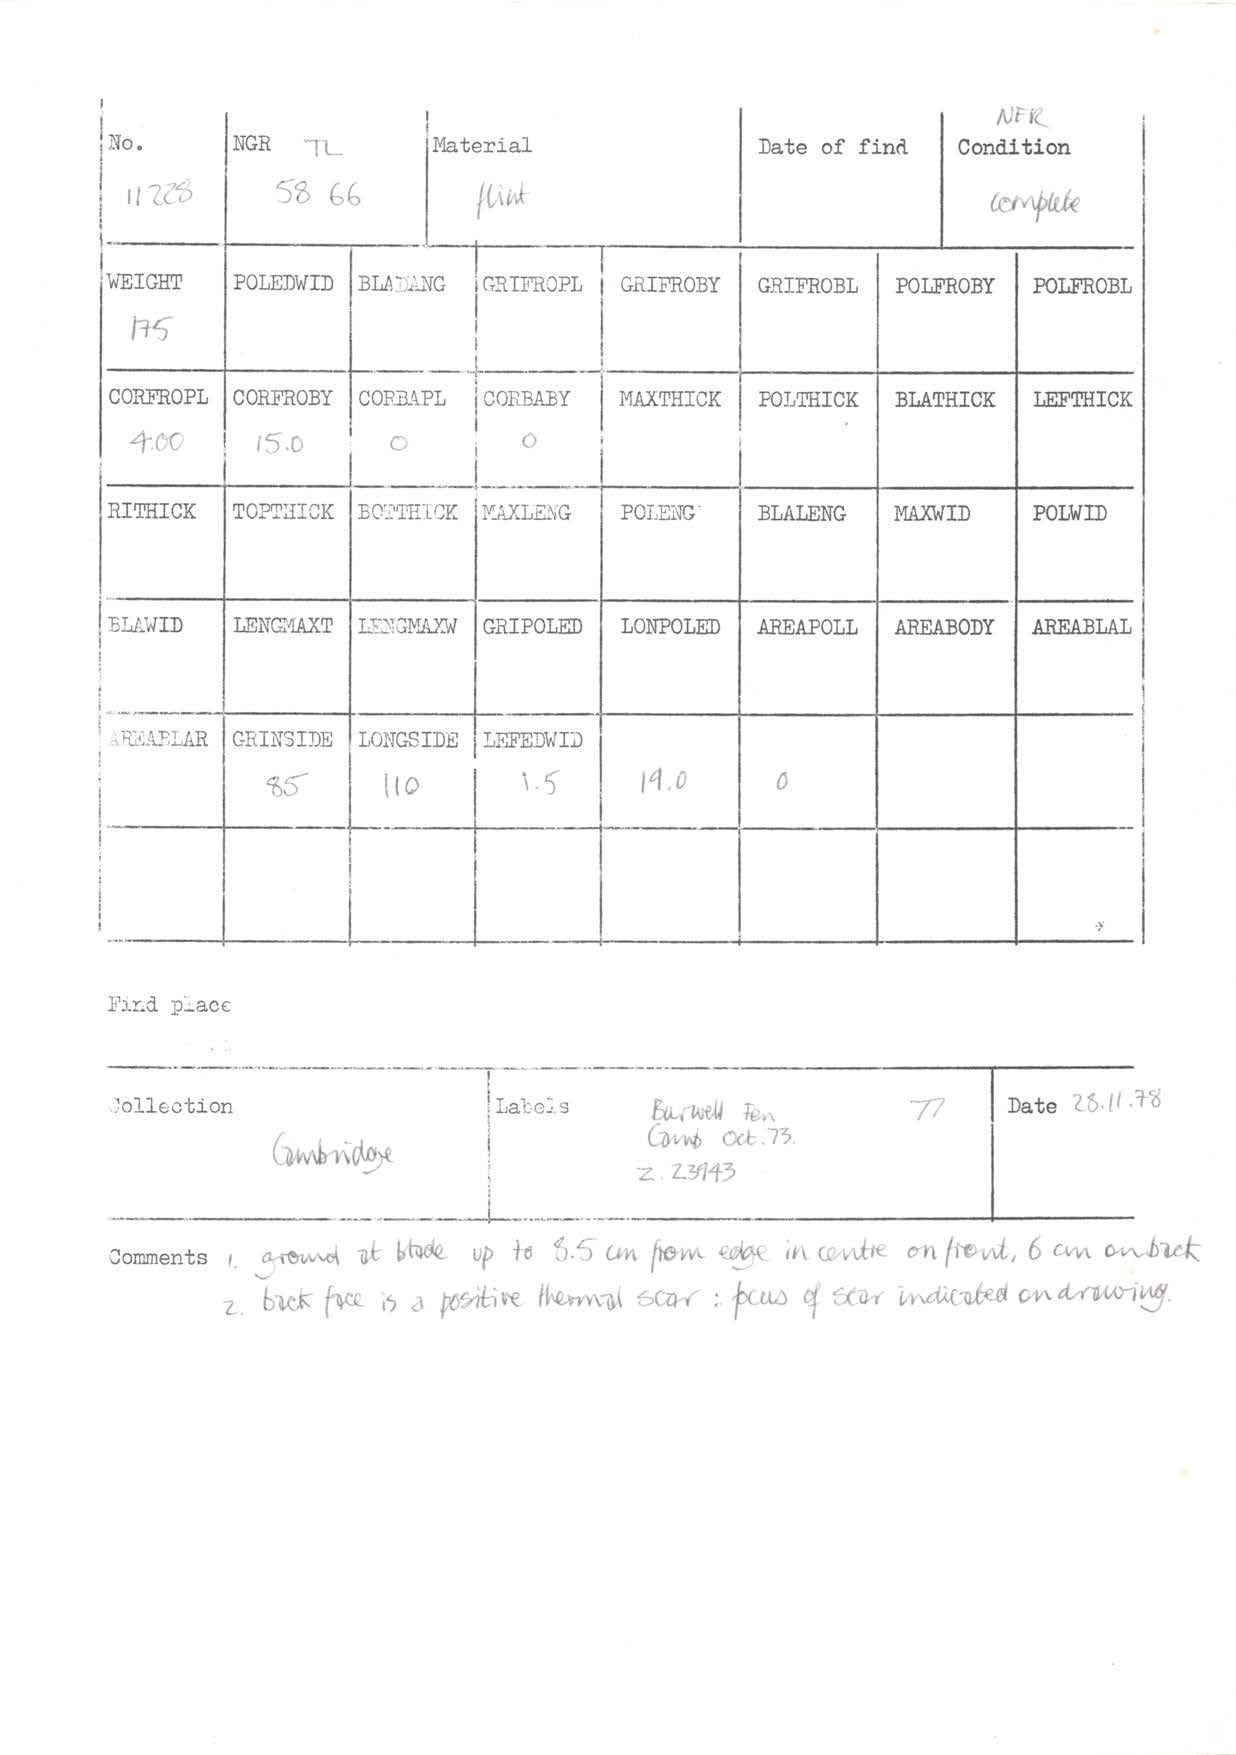 NFR
No. NGR TL Material Date of find Condition
11228 58 66 flint complete
WEIGHT POLEDWID BLADANG GRIFROPL GRIFROBY GRIFROBL POLFROBY POLFROBL
175
CORFROPL CORFROBY CORBAPL CORBABY MAXTHICK POLTHICK BLATHICK LEFTHICK
4.00 15.0 0 0
RITHICK TOPTHICK BOTTHICK MAXLENG POLENG BLALENG MAXWID POLWID
BLAWID LENGMAXT LENGMAXW GRIPOLED LONPOLED AREAPOLL AREABODY AREABLAL
AREABLAR GRINSIDE LONGSIDE LEFEDWID
85 110 1.5 19.0 0
Find place
Collection Labels Burwell Fen Date 28.11.78
Cambridge Camb Oct. 73.
Z. 23943
Comments 1. ground at blade up to 8.5 cm from edge in centre on front, 6 cm on back
2. back face is a positive thermal scar : focus of scar indicated on drawing.